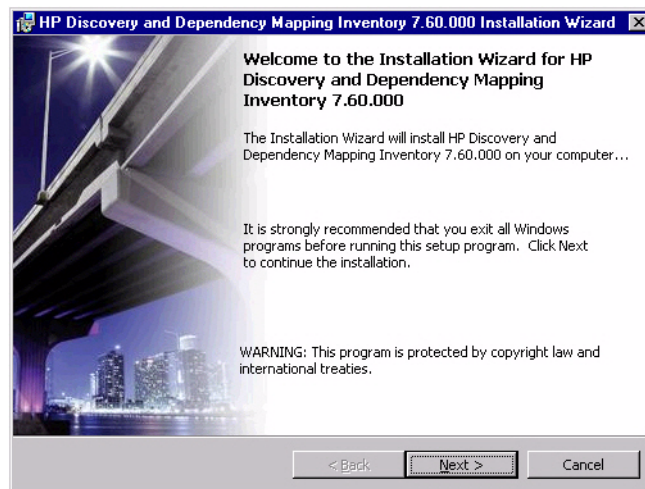 HP Discovery and Dependency Mapping Inventory 7.60.000 Installation Wizard
Welcome to the Installation Wizard for HP
Discovery and Dependency Mapping
Inventory 7.60.000
The Installation Wizard will install HP Discovery and
Dependency Mapping Inventory 7.60.000 on your computer...
It is strongly recommended that you exit all Windows
programs before running this setup program. Click Next
to continue the installation.
WARNING: This program is protected by copyright law and
international treaties.
< Back
Next >
Cancel